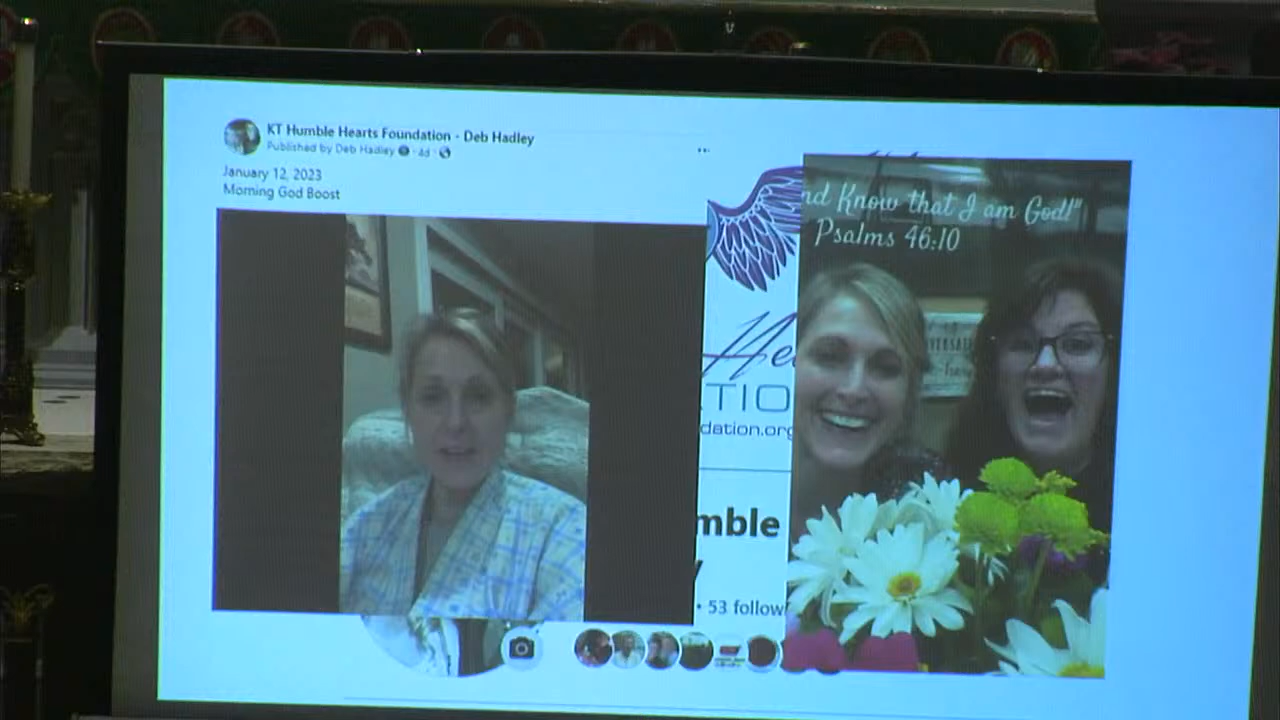 KT Humble Hearts Foundation - Deb Hadley
Published by Deb Hadley · 4d ·
January 12, 2023
Morning God Boost
nd Know that I am God!"
Psalms 46:10
Hea
TIO
dation.org
mble
y
• 53 follow